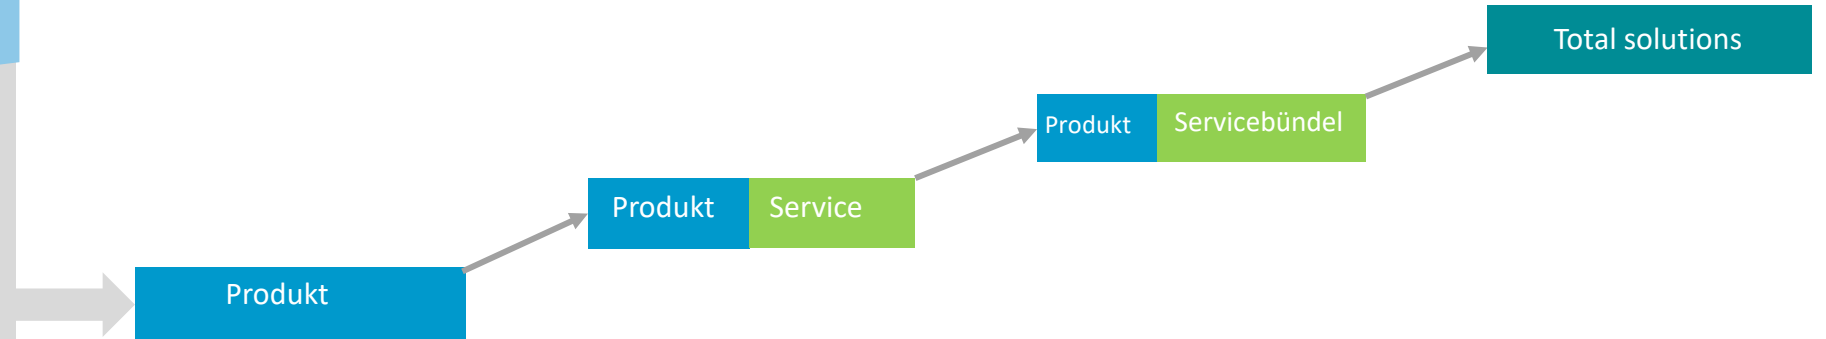 Total solutions
Produkt Servicebündel
Produkt Service
Produkt